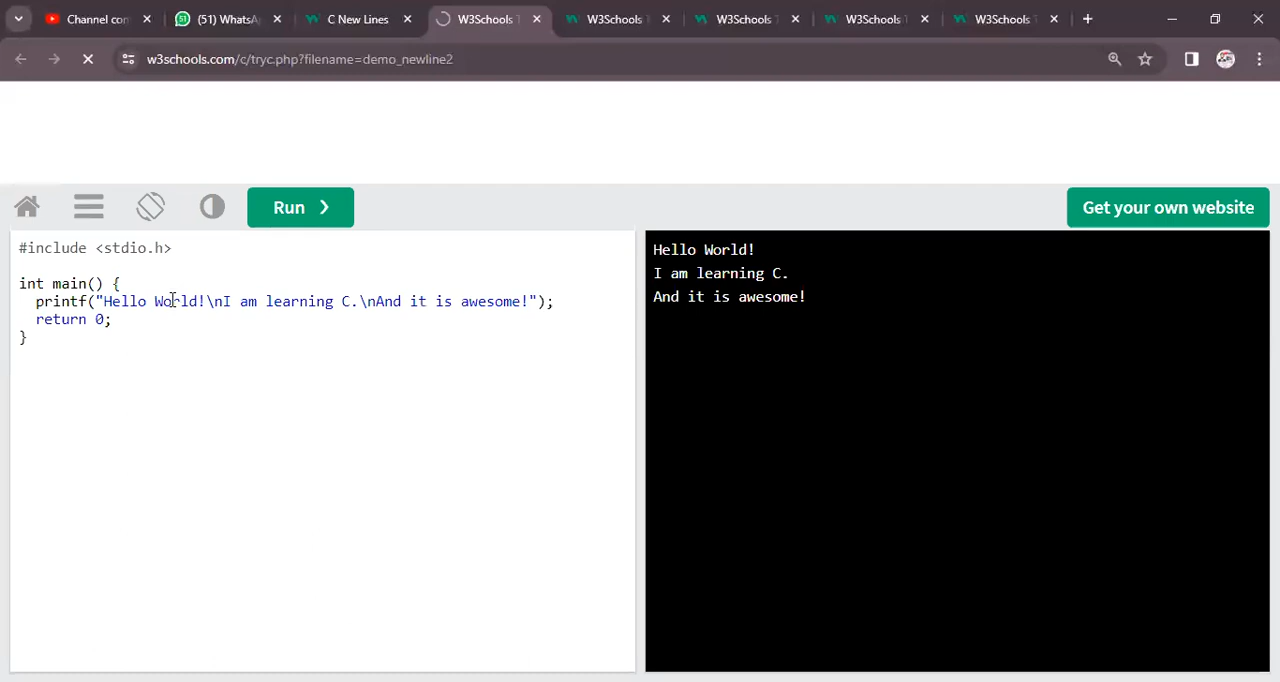 Channel con
(51) WhatsA
C New Lines
W3Schools T
W3Schools T
W3Schools T
W3Schools T
W3Schools T
w3schools.com/c/tryc.php?filename=demo_newline2
Run ❯
Get your own website
#include <stdio.h>
int main() {
printf("Hello World!\nI am learning C.\nAnd it is awesome!");
return 0;
}
Hello World!
I am learning C.
And it is awesome!